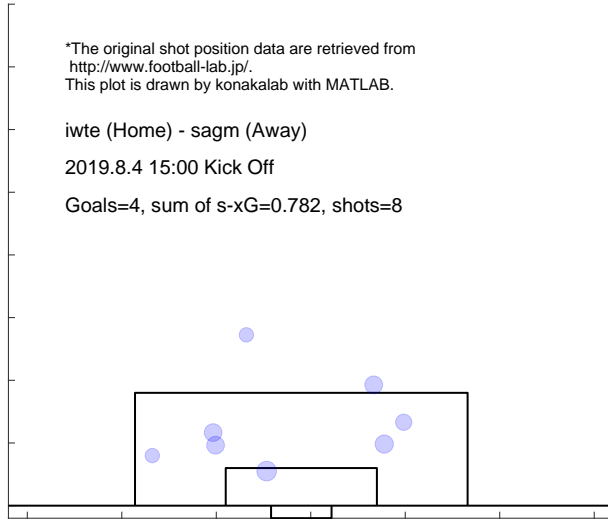 *The original shot position data are retrieved from
http://www.football-lab.jp/.
This plot is drawn by konakalab with MATLAB.
iwte (Home) - sagm (Away)
2019.8.4 15:00 Kick Off
Goals=4, sum of s-xG=0.782, shots=8